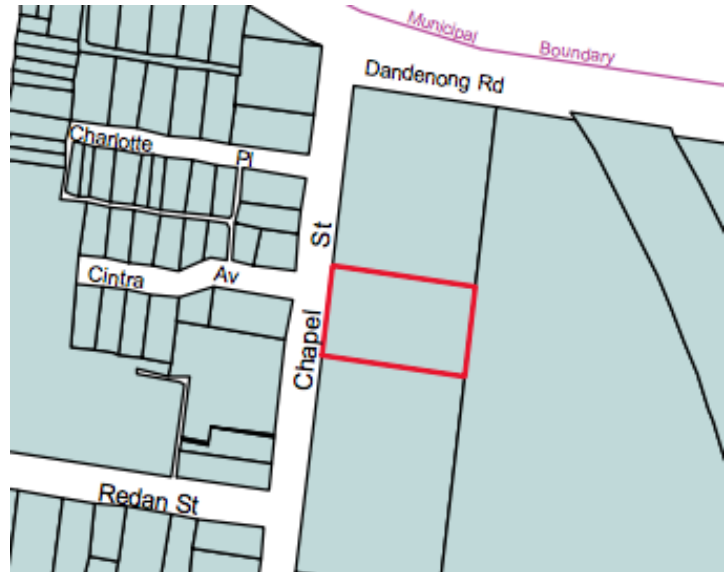 Municipal Boundary
Dandenong Rd
Charlotte Pl
St
Cintra Av
Chapel
Redan St